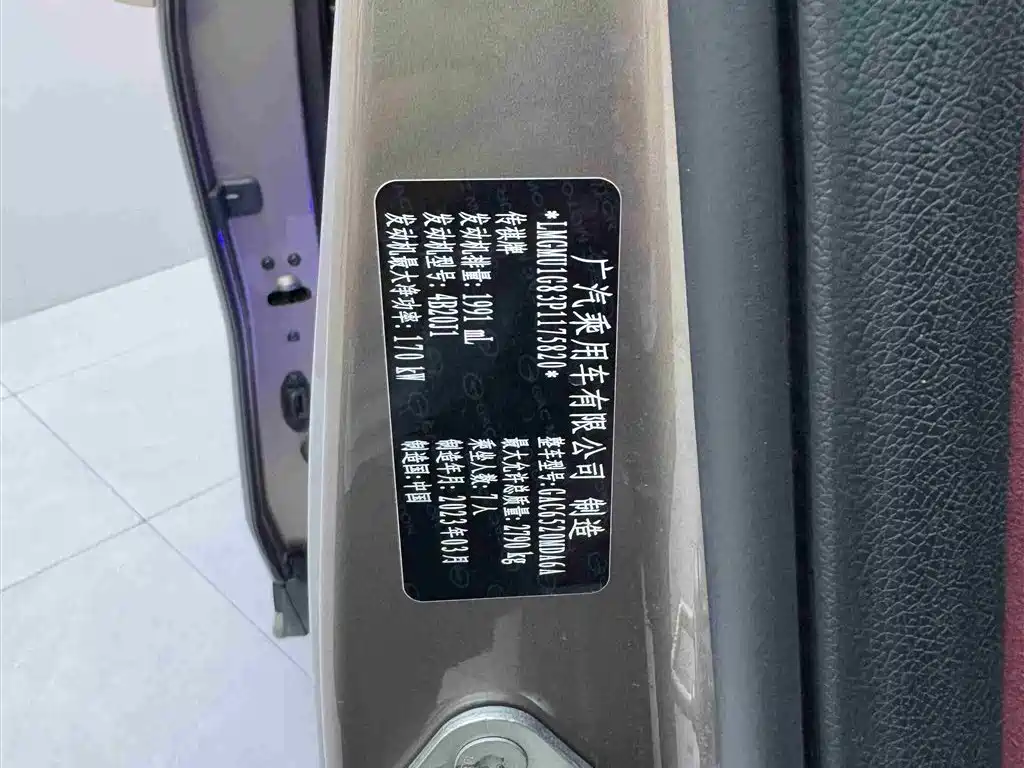 广汽乘用车有限公司 制造
*LMGMU1G83P1175820*
整车型号:GAC6520MDA6A
传祺牌
最大允许总质量: 2790 kg
发动机排量: 1991 ml
乘坐人数: 7人
发动机型号: 4B20J1
制造年月: 2023年03月
发动机最大净功率: 170 kW
制造国:中国